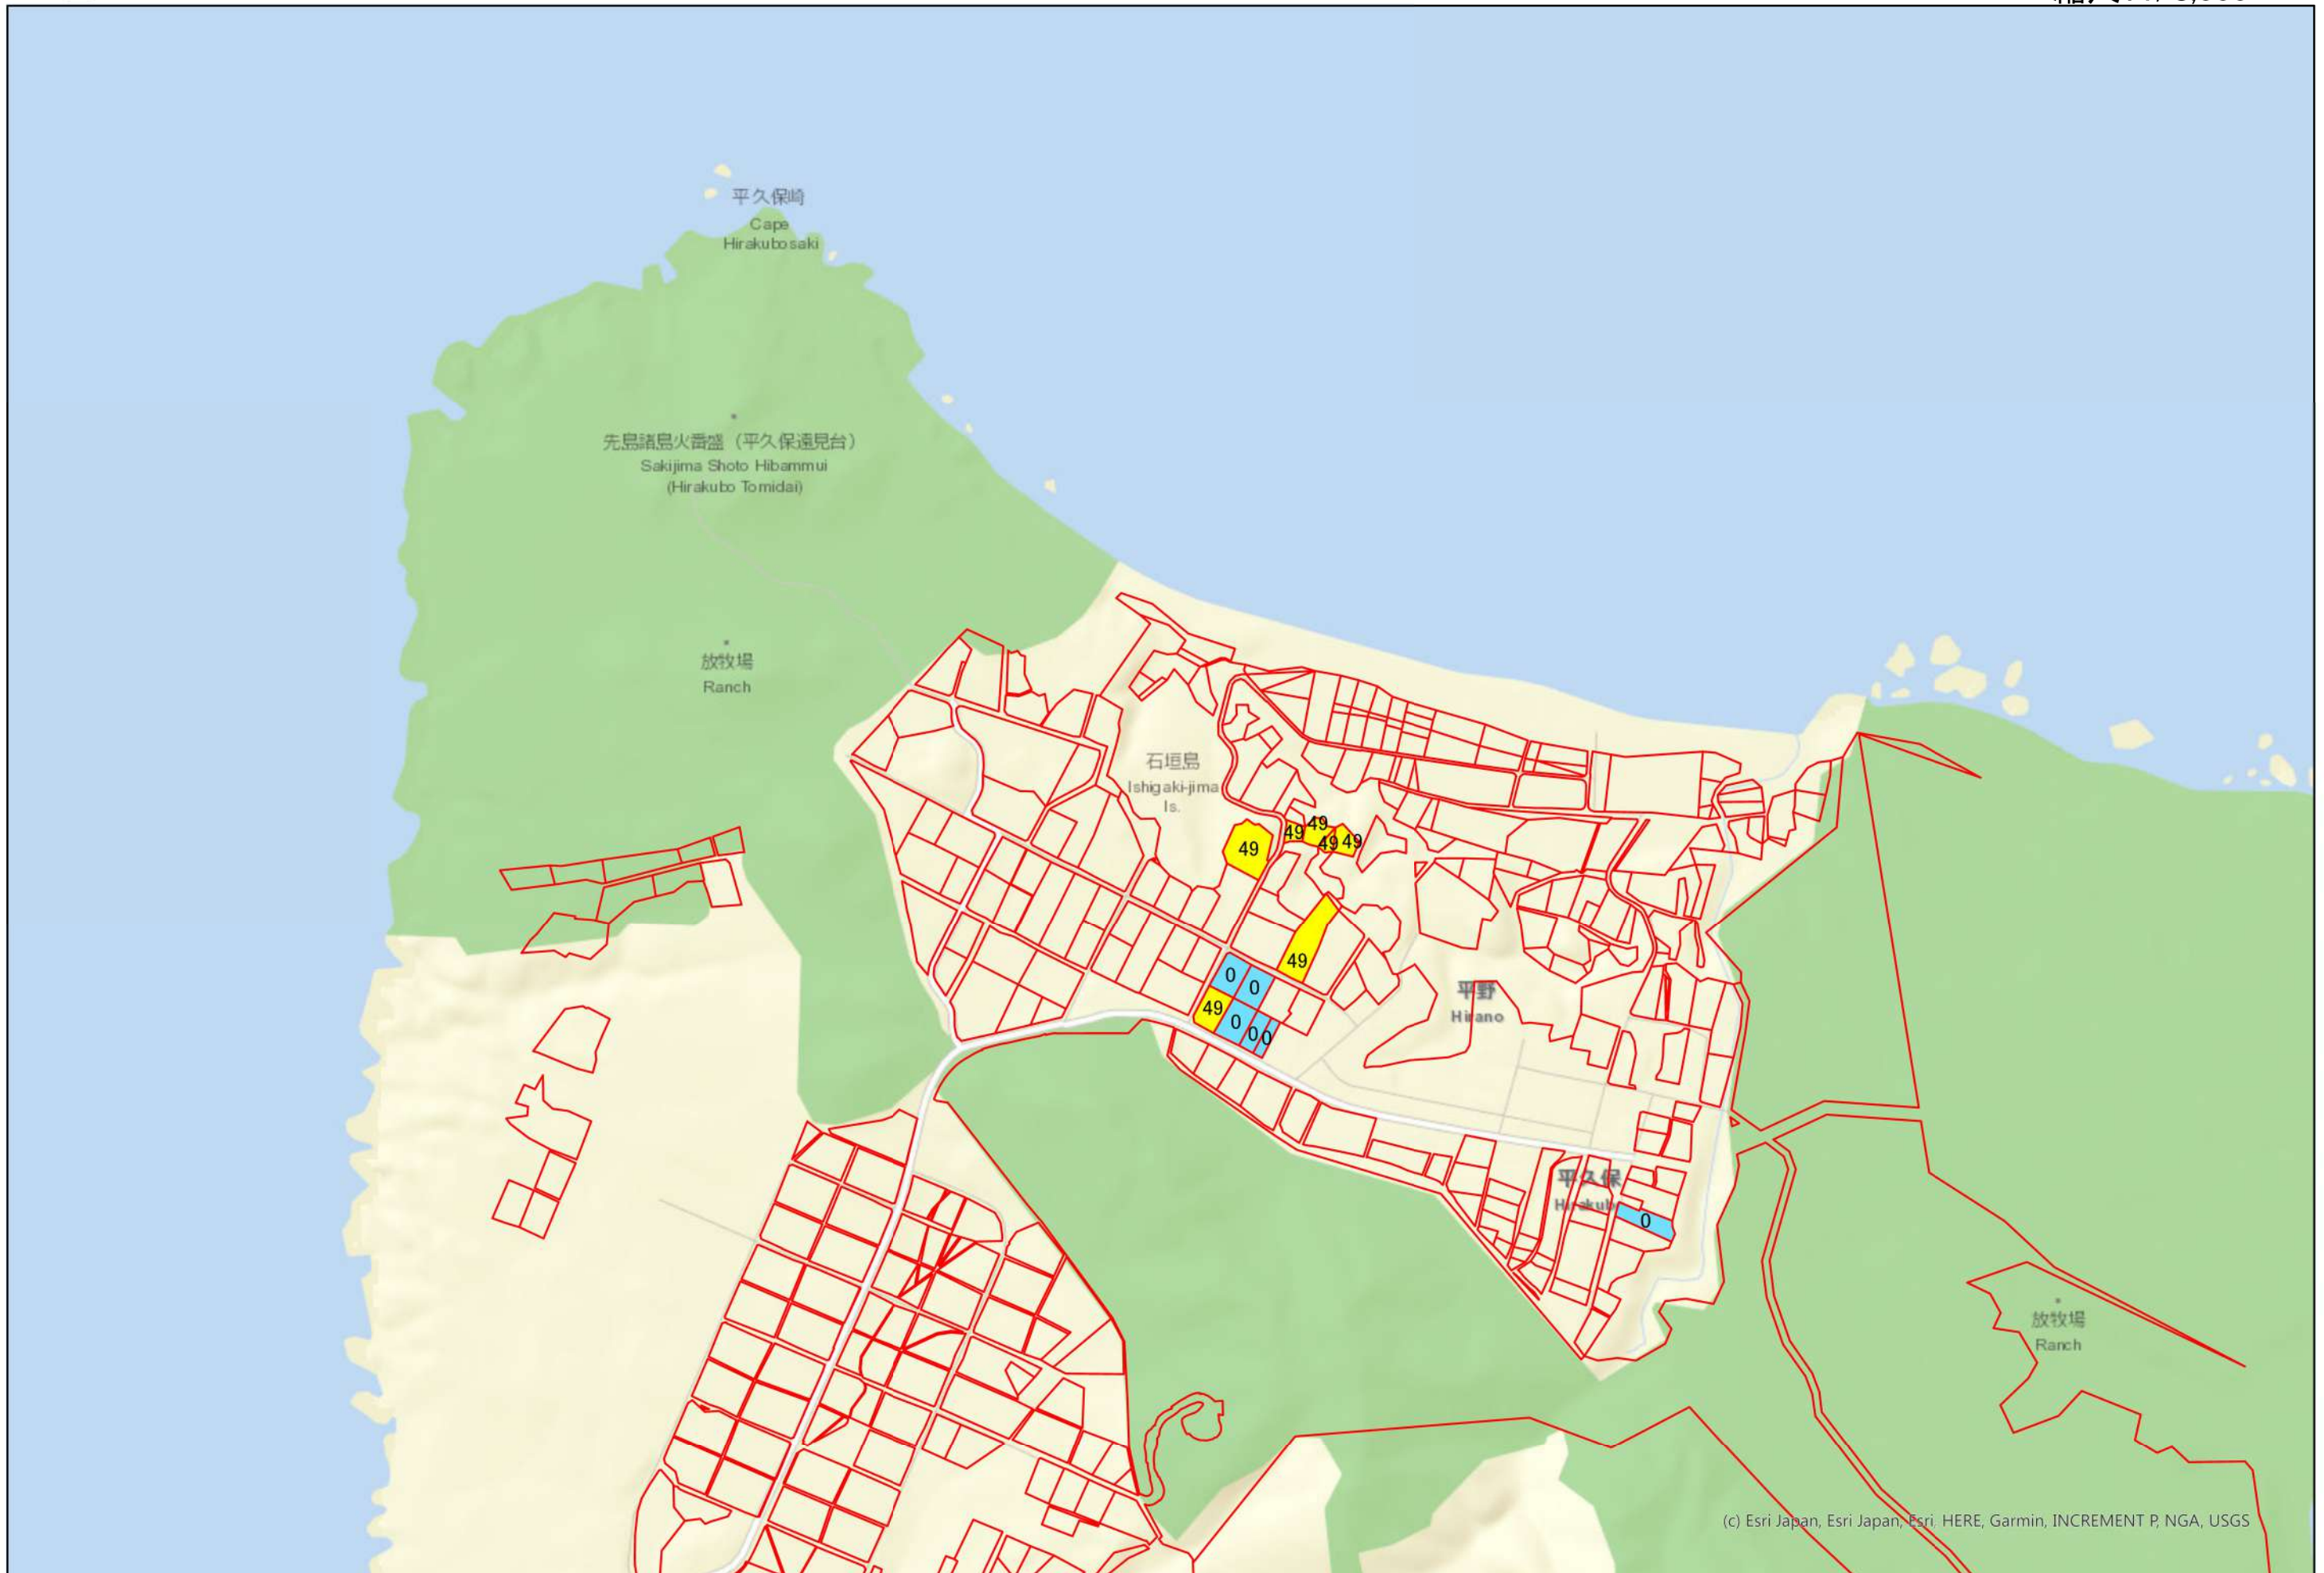 平久保崎
Cape
Hirakubosaki
先島諸島火番盛（平久保遠見台）
Sakijima Shoto Hibammui
(Hirakubo Tomidai)
放牧場
Ranch
石垣島
Ishigaki-jima
Is.
49
49
49
49
49
49
0
0
49
0
0
0
平野
Hirano
平久保
Hirakub
0
放牧場
Ranch
(c) Esri Japan, Esri Japan, Esri, HERE, Garmin, INCREMENT P, NGA, USGS